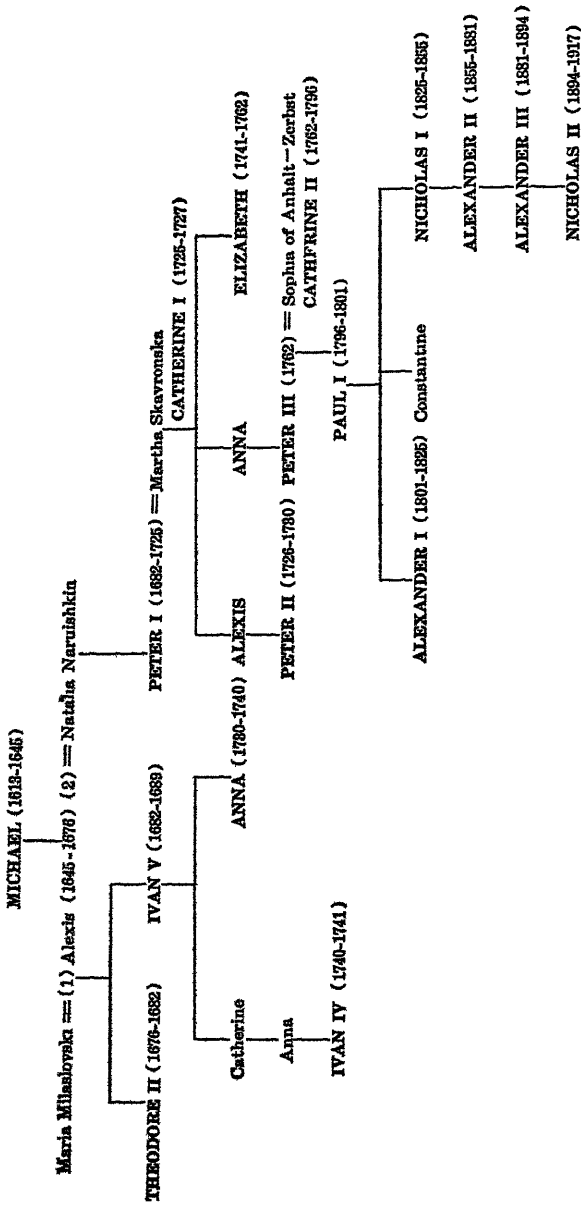 MICHAEL (1613-1645)
Maria Miliaslovski = (1) Alexis (1645-1676) (2) = Natalia Naruishkin
THEODORE II (1676-1682) IVAN V (1682-1689) PETER I (1682-1725) = Martha Skavronska
CATHERINE I (1725-1727)
Catherine ANNA (1730-1740) ALEXIS ANNA ELIZABETH (1741-1762)
Anna PETER II (1726-1730) PETER III (1762) = Sophia of Anhalt-Zerbst
CATHFRINE II (1762-1796)
IVAN IV (1740-1741) PAUL I (1796-1801)
ALEXANDER I (1801-1825) Constantine NICHOLAS I (1825-1855)
ALEXANDER II (1855-1881)
ALEXANDER III (1881-1894)
NICHOLAS II (1894-1917)